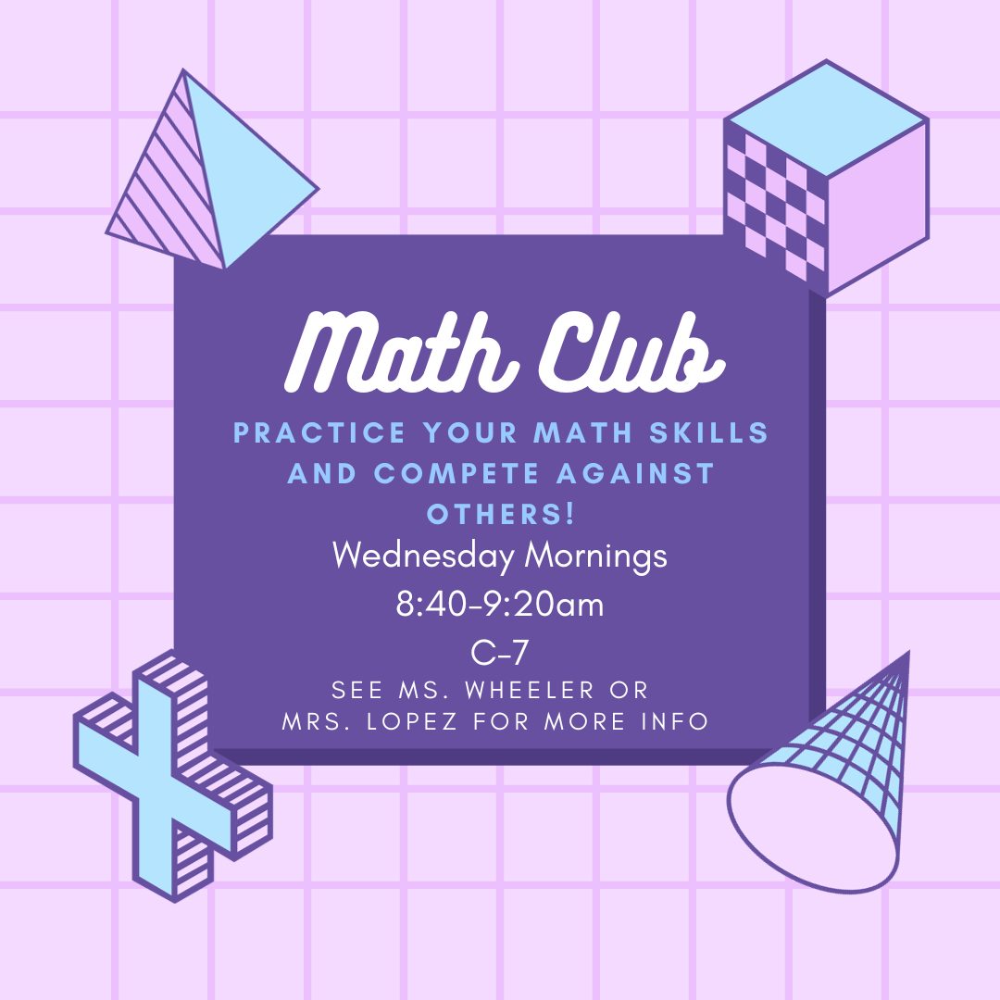 Math Club
PRACTICE YOUR MATH SKILLS
AND COMPETE AGAINST
OTHERS!
Wednesday Mornings
8:40-9:20am
C-7
SEE MS. WHEELER OR
MRS. LOPEZ FOR MORE INFO